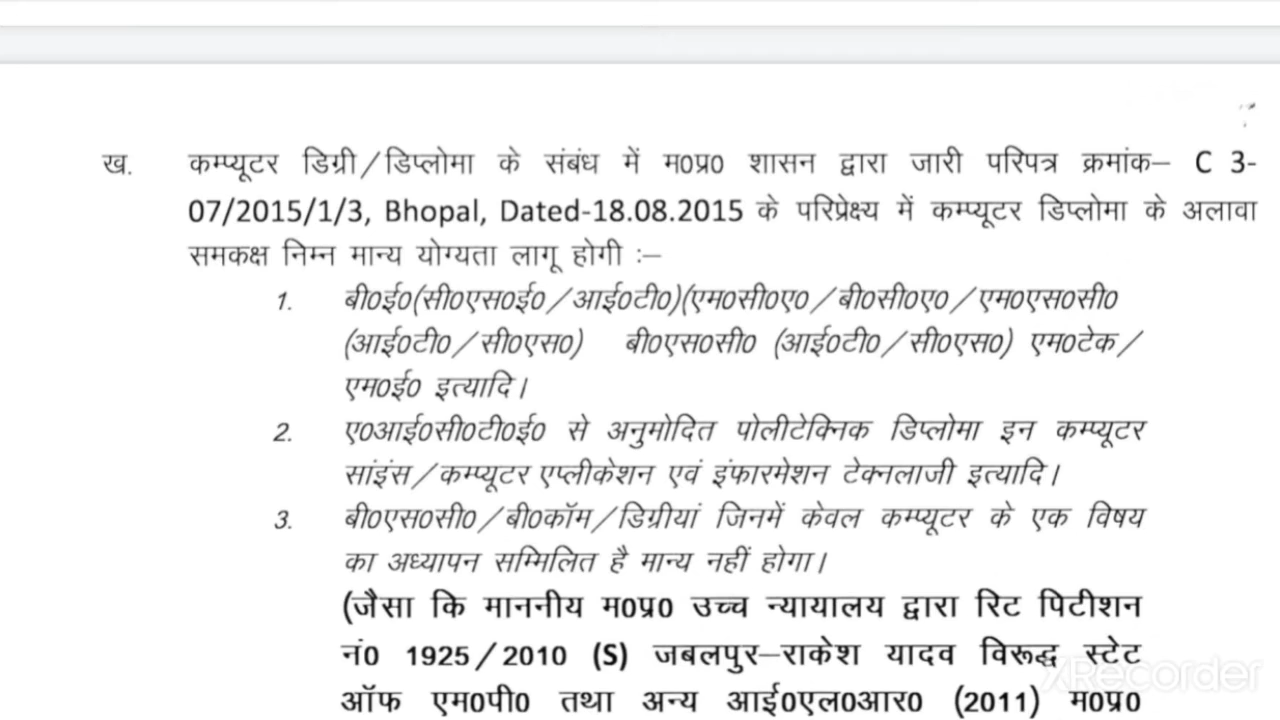 ख. कम्प्यूटर डिग्री/डिप्लोमा के संबंध में म0प्र0 शासन द्वारा जारी परिपत्र क्रमांक– C 3-
07/2015/1/3, Bhopal, Dated-18.08.2015 के परिप्रेक्ष्य में कम्प्यूटर डिप्लोमा के अलावा
समकक्ष निम्न मान्य योग्यता लागू होगी :–
1. बी0ई0(सी0एस0ई0/आई0टी0)(एम0सी0ए0/बी0सी0ए0/एम0एस0सी0
(आई0टी0/सी0एस0) बी0एस0सी0 (आई0टी0/सी0एस0) एम0टेक/
एम0ई0 इत्यादि।
2. ए0आई0सी0टी0ई0 से अनुमोदित पोलीटेक्निक डिप्लोमा इन कम्प्यूटर
सांइंस/कम्प्यूटर एप्लीकेशन एवं इंफारमेशन टेक्नलाजी इत्यादि।
3. बी0एस0सी0/बी0कॉम/डिग्रीयां जिनमें केवल कम्प्यूटर के एक विषय
का अध्यापन सम्मिलित है मान्य नहीं होगा।
(जैसा कि माननीय म0प्र0 उच्च न्यायालय द्वारा रिट पिटीशन
नं0 1925/2010 (S) जबलपुर–राकेश यादव विरूद्ध स्टेट
ऑफ एम0पी0 तथा अन्य आई0एल0आर0 (2011) म0प्र0
XRecorder